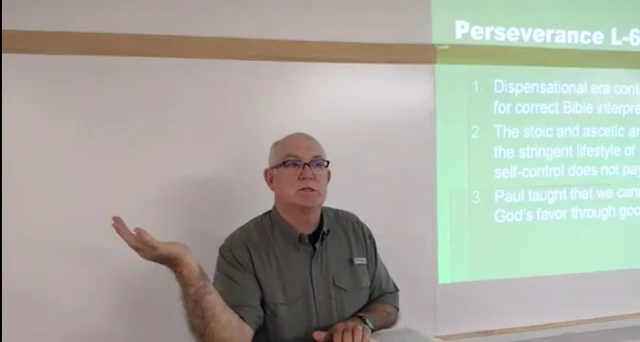 Perseverance L-6
1. Dispensational era
for correct Bible
2. The stoic and ascetic
the stringent lifestyle of
self-control does not
3. Paul taught that we
God's favor through